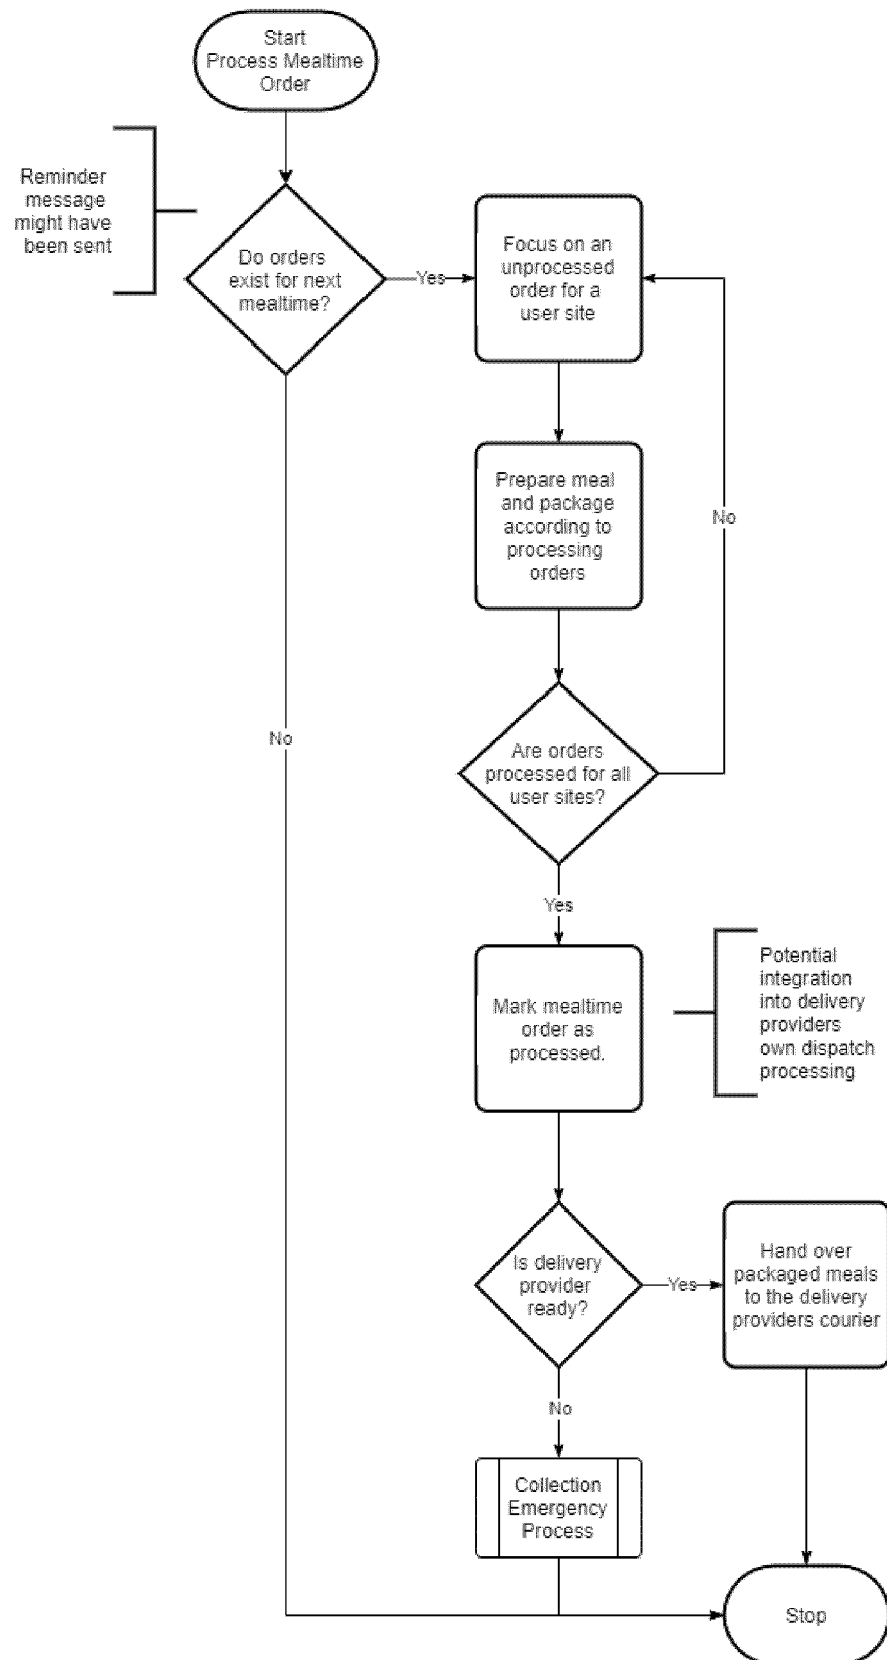 Start
Process Mealtime
Order
Reminder
message
might have
been sent
Do orders
exist for next
mealtime?
Yes
Focus on an
unprocessed
order for a
user site
Prepare meal
and package
according to
processing
orders
No
No
Are orders
processed for all
user sites?
Yes
Mark mealtime
order as
processed.
Potential
integration
into delivery
providers
own dispatch
processing
Is delivery
provider
ready?
Yes
Hand over
packaged meals
to the delivery
providers courier
No
Collection
Emergency
Process
Stop